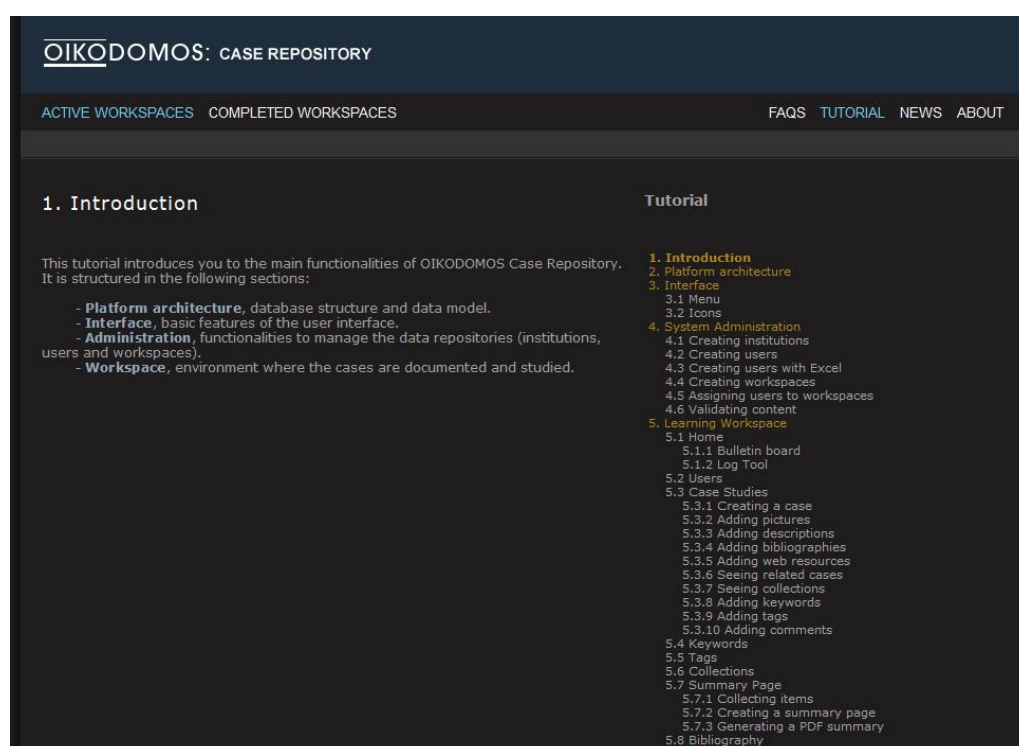 OIKODOMOS: CASE REPOSITORY
ACTIVE WORKSPACES COMPLETED WORKSPACES
FAQS TUTORIAL NEWS ABOUT
1. Introduction
This tutorial introduces you to the main functionalities of OIKODOMOS Case Repository.
It is structured in the following sections:
- Platform architecture, database structure and data model.
- Interface, basic features of the user interface.
- Administration, functionalities to manage the data repositories (institutions,
users and workspaces).
- Workspace, environment where the cases are documented and studied.
Tutorial
1. Introduction
2. Platform architecture
3. Interface
3.1 Menu
3.2 Icons
4. System Administration
4.1 Creating institutions
4.2 Creating users
4.3 Creating users with Excel
4.4 Creating workspaces
4.5 Assigning users to workspaces
4.6 Validating content
5. Learning Workspace
5.1 Home
5.1.1 Bulletin board
5.1.2 Log Tool
5.2 Users
5.3 Case Studies
5.3.1 Creating a case
5.3.2 Adding pictures
5.3.3 Adding descriptions
5.3.4 Adding bibliographies
5.3.5 Adding web resources
5.3.6 Seeing related cases
5.3.7 Seeing collections
5.3.8 Adding keywords
5.3.9 Adding tags
5.3.10 Adding comments
5.4 Keywords
5.5 Tags
5.6 Collections
5.7 Summary Page
5.7.1 Collecting items
5.7.2 Creating a summary page
5.7.3 Generating a PDF summary
5.8 Bibliography